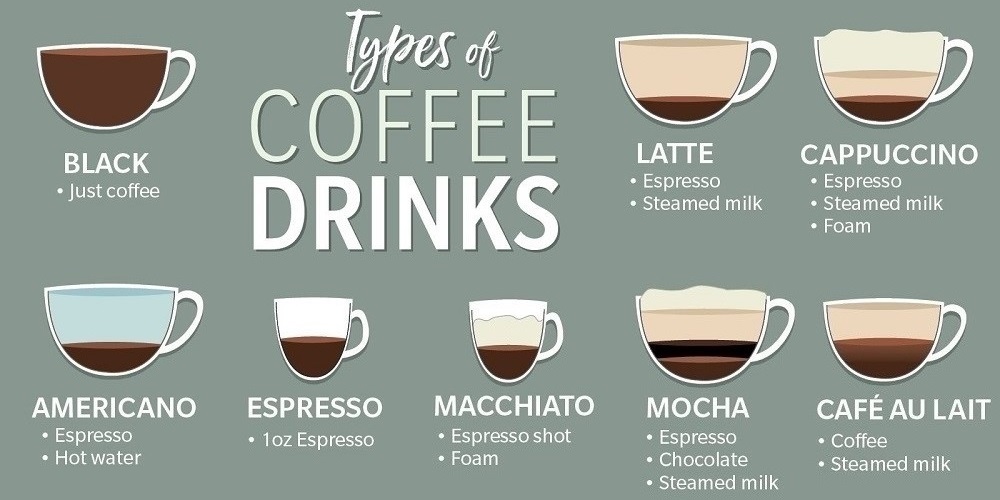 Types of
COFFEE
DRINKS
BLACK
• Just coffee
LATTE
• Espresso
• Steamed milk
CAPPUCCINO
• Espresso
• Steamed milk
• Foam
AMERICANO
• Espresso
• Hot water
ESPRESSO
• 1oz Espresso
MACCHIATO
• Espresso shot
• Foam
MOCHA
• Espresso
• Chocolate
• Steamed milk
CAFÉ AU LAIT
• Coffee
• Steamed milk